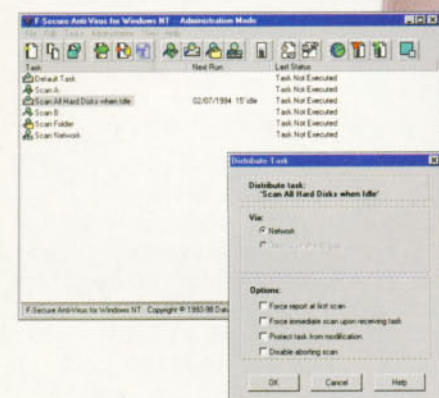 F-Secure Anti-Virus for Windows NT - Administration Mode
File Edit Tasks Administration View Help
Task Next Run Last Status
Default Task Task Not Executed
Scan A: Task Not Executed
Scan All Hard Disks when Idle 02/07/1994 15' idle Task Not Executed
Scan B: Task Not Executed
Scan Folder Task Not Executed
Scan Network Task Not Executed
Distribute Task
Distribute task:
'Scan All Hard Disks when Idle'
Via:
Network
Options:
Force report at first scan
Force immediate scan upon receiving task
Protect task from modification
Disable aborting scan
OK Cancel Help
F-Secure Anti-Virus for Windows NT Copyright © 1993-96 Data